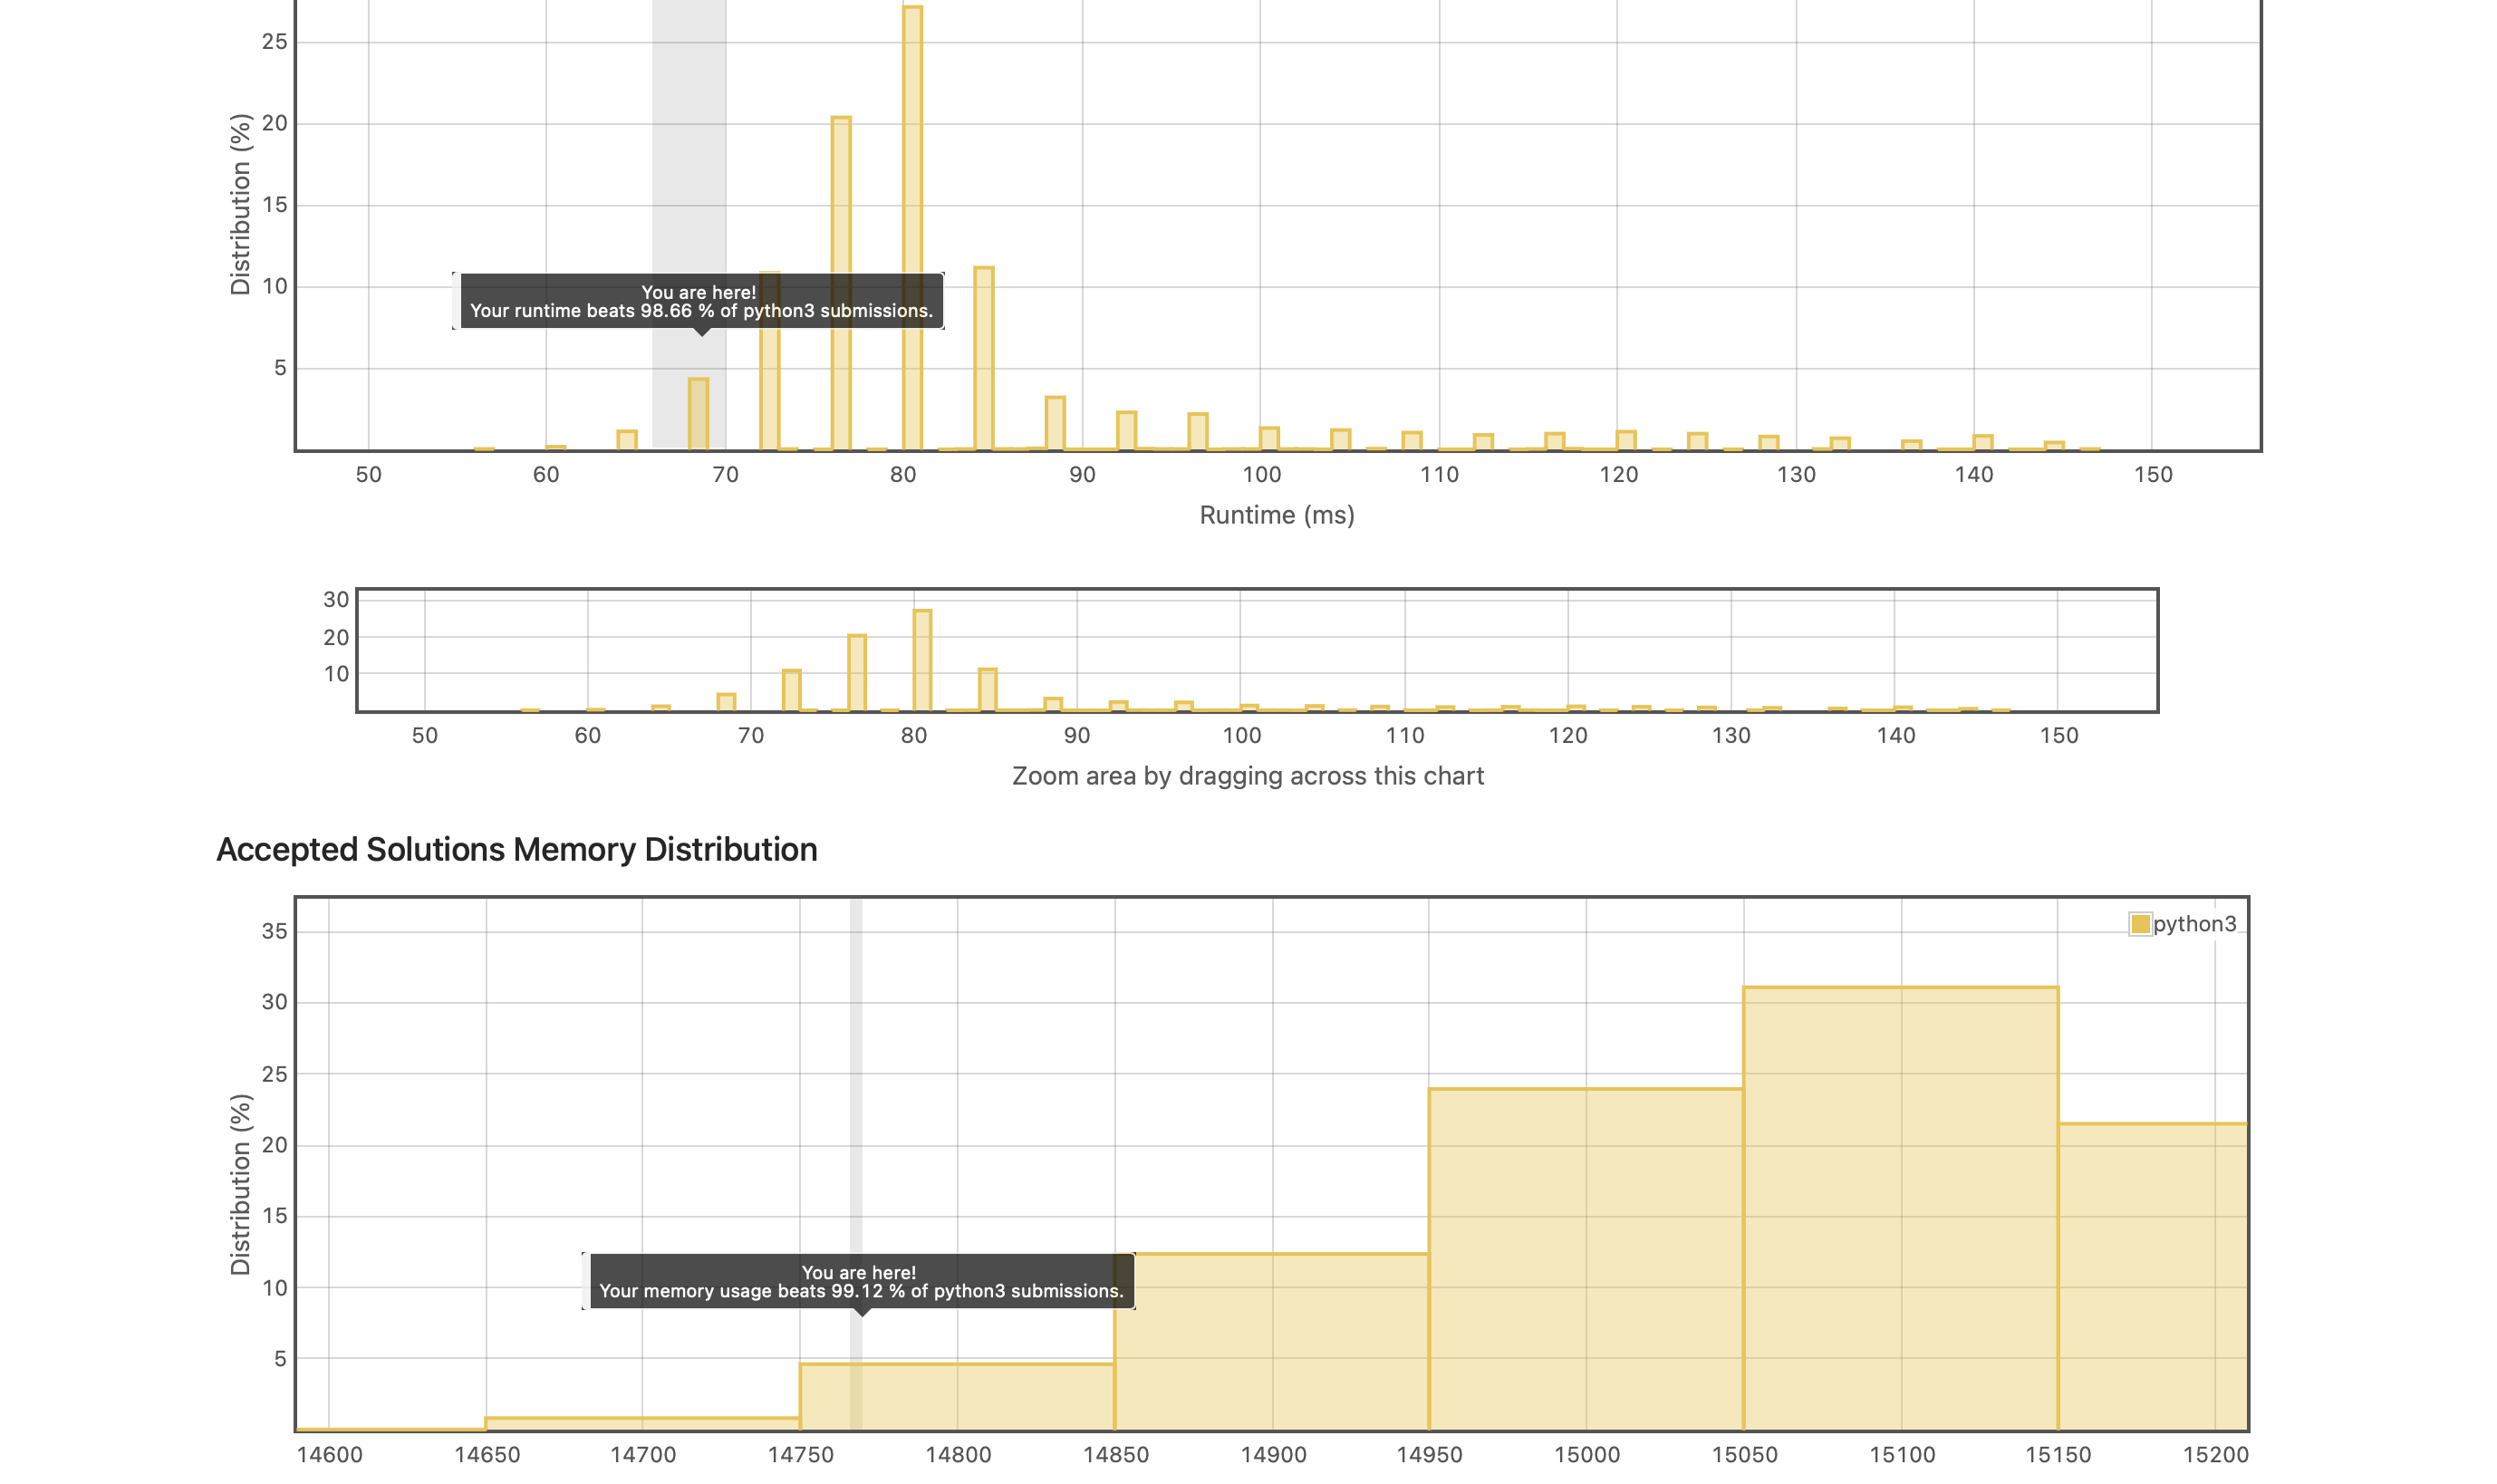 25
20
15
10
5
Distribution (%)
You are here!
Your runtime beats 98.66 % of python3 submissions.
50 60 70 80 90 100 110 120 130 140 150
Runtime (ms)
30
20
10
50 60 70 80 90 100 110 120 130 140 150
Zoom area by dragging across this chart
Accepted Solutions Memory Distribution
python3
35
30
25
20
15
10
5
Distribution (%)
You are here!
Your memory usage beats 99.12 % of python3 submissions.
14600 14650 14700 14750 14800 14850 14900 14950 15000 15050 15100 15150 15200